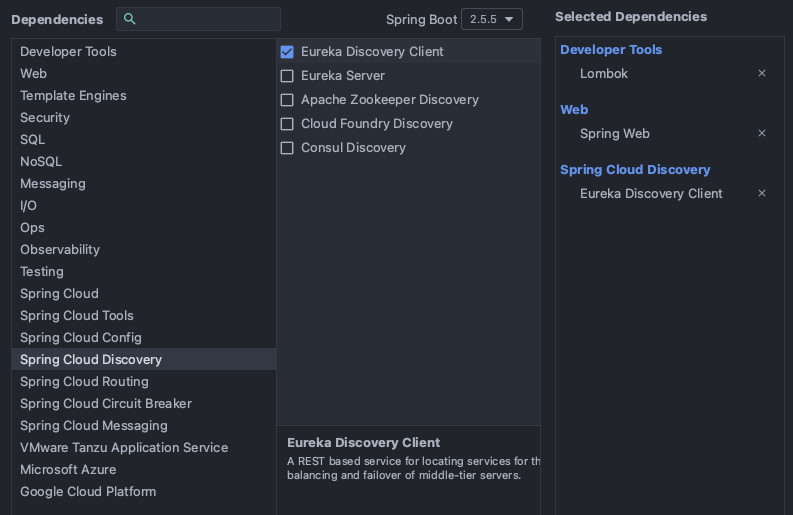 Dependencies
Spring Boot 2.5.5
Developer Tools
Web
Template Engines
Security
SQL
NoSQL
Messaging
I/O
Ops
Observability
Testing
Spring Cloud
Spring Cloud Tools
Spring Cloud Config
Spring Cloud Discovery
Spring Cloud Routing
Spring Cloud Circuit Breaker
Spring Cloud Messaging
VMware Tanzu Application Service
Microsoft Azure
Google Cloud Platform
Eureka Discovery Client
Eureka Server
Apache Zookeeper Discovery
Cloud Foundry Discovery
Consul Discovery
Eureka Discovery Client
A REST based service for locating services for th
balancing and failover of middle-tier servers.
Selected Dependencies
Developer Tools
Lombok
Web
Spring Web
Spring Cloud Discovery
Eureka Discovery Client